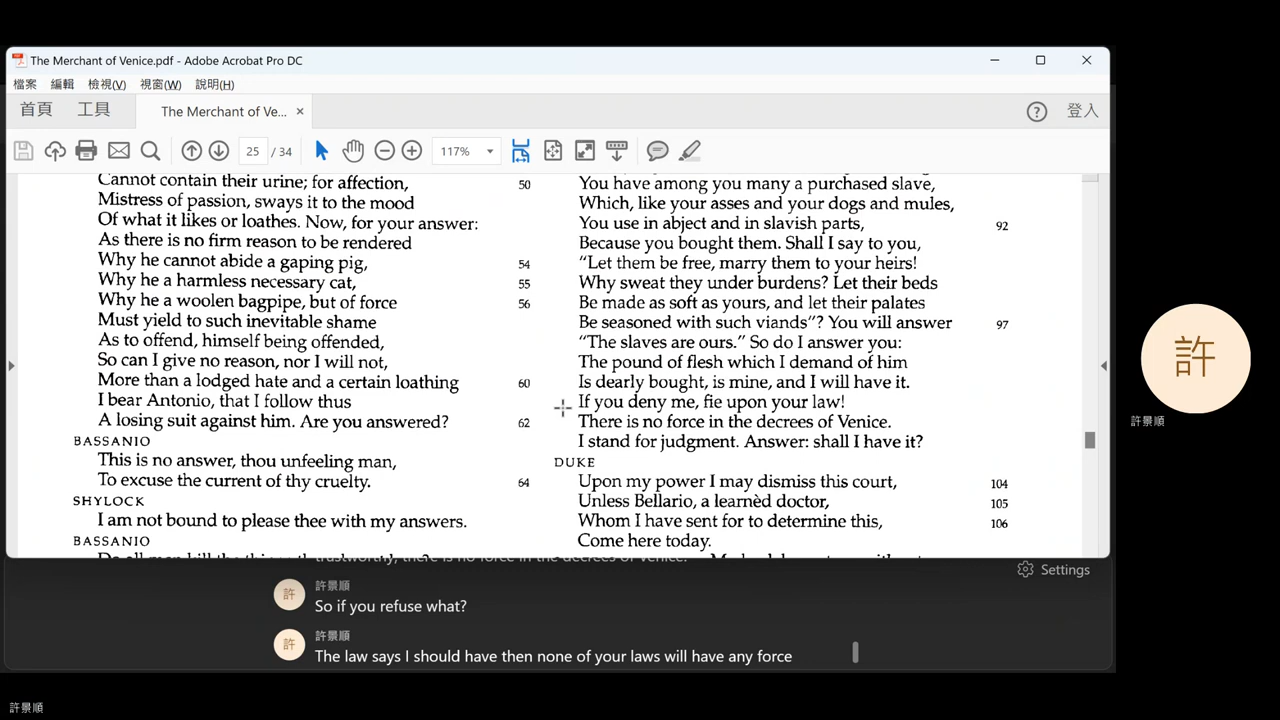 The Merchant of Venice.pdf - Adobe Acrobat Pro DC
檔案 編輯 檢視(V) 視窗(W) 說明(H)
首頁 工具 The Merchant of Ve... × 登入
25 / 34 117%
Cannot contain their urine; for affection, 50
Mistress of passion, sways it to the mood
Of what it likes or loathes. Now, for your answer:
As there is no firm reason to be rendered
Why he cannot abide a gaping pig, 54
Why he a harmless necessary cat, 55
Why he a woolen bagpipe, but of force 56
Must yield to such inevitable shame
As to offend, himself being offended,
So can I give no reason, nor I will not,
More than a lodged hate and a certain loathing 60
I bear Antonio, that I follow thus
A losing suit against him. Are you answered? 62
BASSANIO
This is no answer, thou unfeeling man,
To excuse the current of thy cruelty. 64
SHYLOCK
I am not bound to please thee with my answers.
BASSANIO
You have among you many a purchased slave,
Which, like your asses and your dogs and mules,
You use in abject and in slavish parts, 92
Because you bought them. Shall I say to you,
“Let them be free, marry them to your heirs!
Why sweat they under burdens? Let their beds
Be made as soft as yours, and let their palates
Be seasoned with such viands”? You will answer 97
“The slaves are ours.” So do I answer you:
The pound of flesh which I demand of him
Is dearly bought, is mine, and I will have it.
If you deny me, fie upon your law!
There is no force in the decrees of Venice.
I stand for judgment. Answer: shall I have it?
DUKE
Upon my power I may dismiss this court, 104
Unless Bellario, a learnèd doctor, 105
Whom I have sent for to determine this, 106
Come here today.
there is no force in the decrees of Venice.
Settings
許 許景順
So if you refuse what?
許 許景順
The law says I should have then none of your laws will have any force
許
許景順
許景順